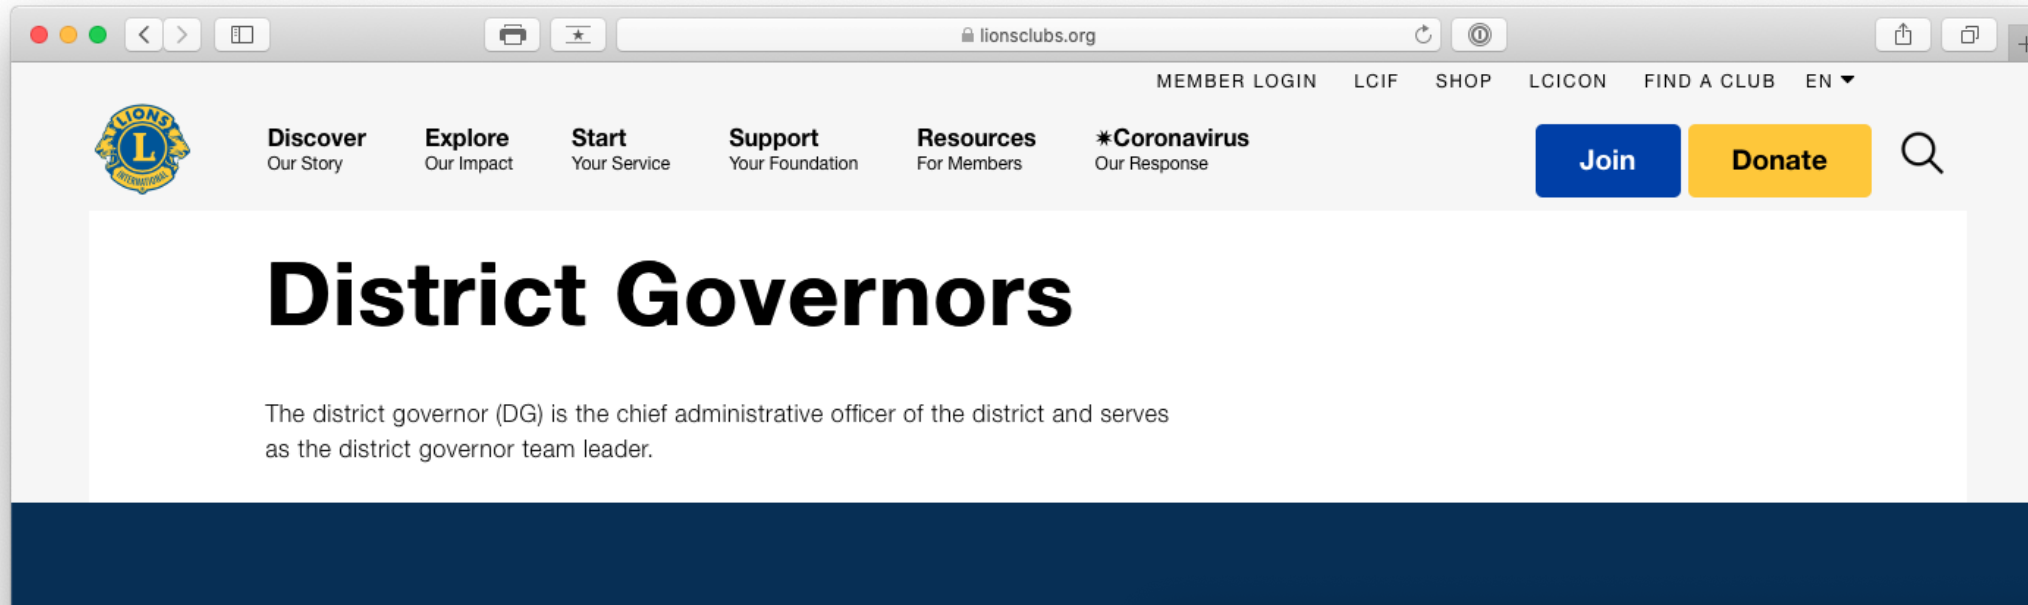 lionsclubs.org
MEMBER LOGIN LCIF SHOP LCICON FIND A CLUB EN
LIONS
L
INTERNATIONAL
Discover Explore Start Support Resources ✷Coronavirus
Our Story Our Impact Your Service Your Foundation For Members Our Response
Join Donate
District Governors
The district governor (DG) is the chief administrative officer of the district and serves
as the district governor team leader.